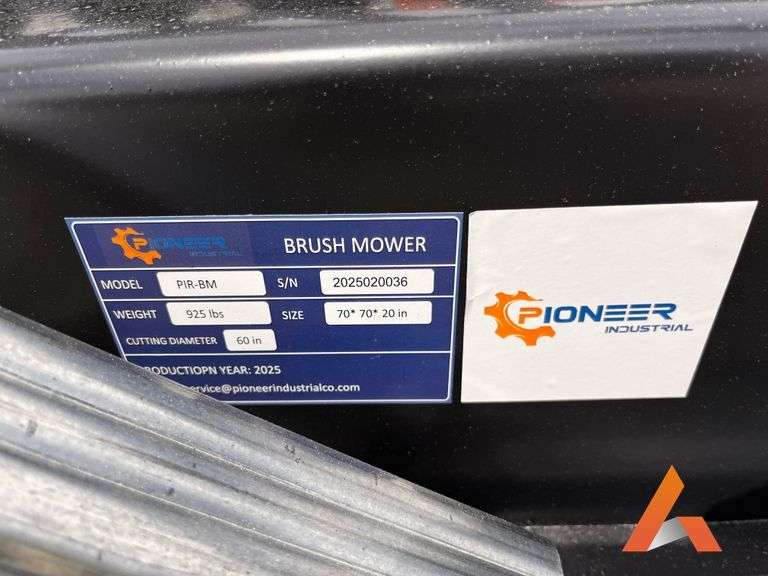 PIONEER
INDUSTRIAL
BRUSH MOWER
MODEL PIR-BM S/N 2025020036
WEIGHT 925 lbs SIZE 70* 70* 20 in
CUTTING DIAMETER 60 in
PRODUCTIOPN YEAR: 2025
ervice@pioneerindustrialco.com
PIONEER
INDUSTRIAL